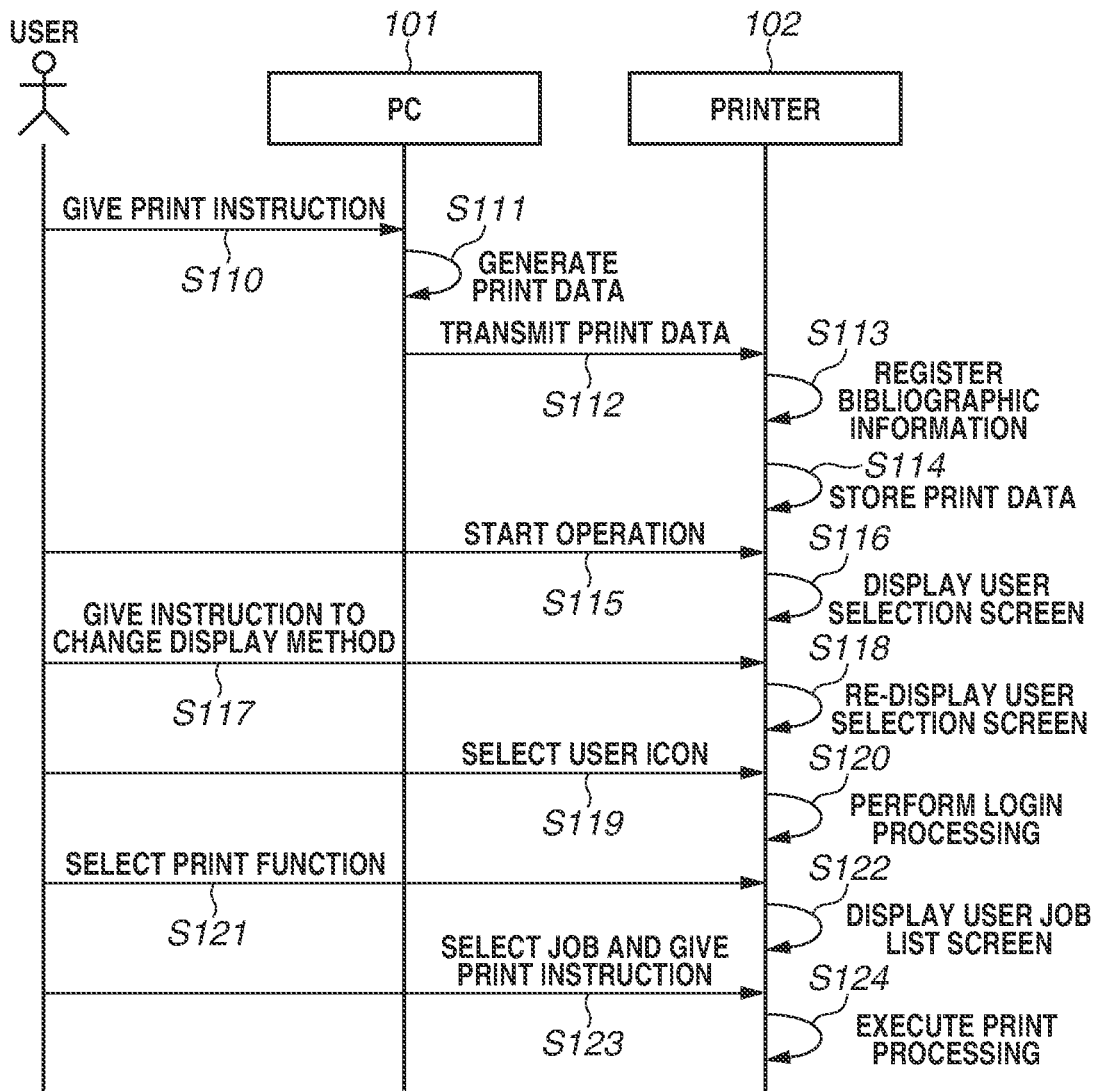 USER
101
102
PC
PRINTER
GIVE PRINT INSTRUCTION
S110
S111
GENERATE
PRINT DATA
TRANSMIT PRINT DATA
S112
S113
REGISTER
BIBLIOGRAPHIC
INFORMATION
S114
STORE PRINT DATA
START OPERATION
S115
S116
DISPLAY USER
SELECTION SCREEN
GIVE INSTRUCTION TO
CHANGE DISPLAY METHOD
S117
S118
RE-DISPLAY USER
SELECTION SCREEN
SELECT USER ICON
S119
S120
PERFORM LOGIN
PROCESSING
SELECT PRINT FUNCTION
S121
S122
DISPLAY USER JOB
LIST SCREEN
SELECT JOB AND GIVE
PRINT INSTRUCTION
S123
S124
EXECUTE PRINT
PROCESSING